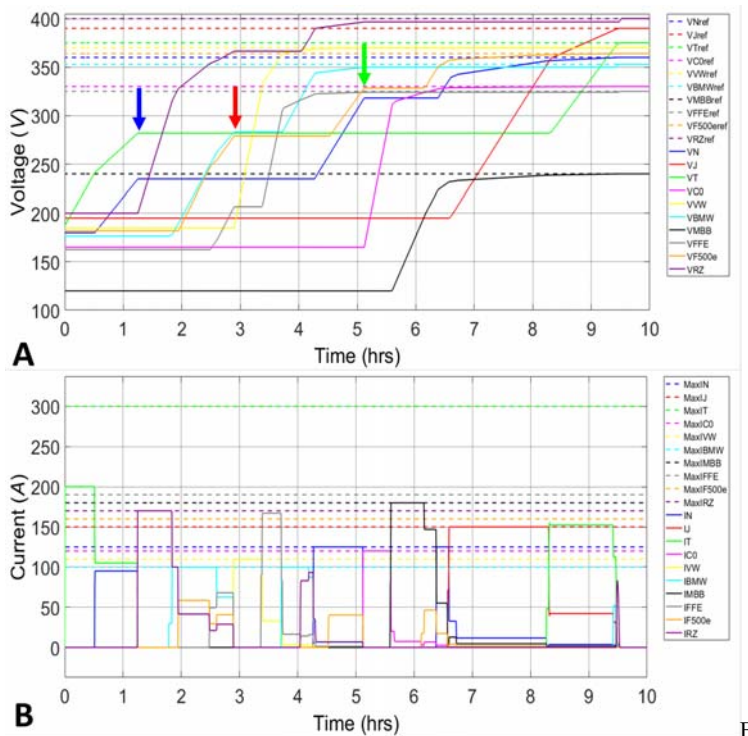 400
350
300
250
200
150
100
Voltage (V)
0 1 2 3 4 5 6 7 8 9 10
Time (hrs)
A
VNref
VJref
VTref
VC0ref
VVWref
VBMWref
VMBBref
VFFEref
VF500eref
VRZref
VN
VJ
VT
VC0
VVW
VBMW
VMBB
VFFE
VF500e
VRZ
300
250
200
150
100
50
0
Current (A)
0 1 2 3 4 5 6 7 8 9 10
Time (hrs)
B
MaxIN
MaxIJ
MaxIT
MaxIC0
MaxIVW
MaxIBMW
MaxIMBB
MaxIFFE
MaxIF500e
MaxIRZ
IN
IJ
IT
IC0
IVW
IBMW
IMBB
IFFE
IF500e
IRZ